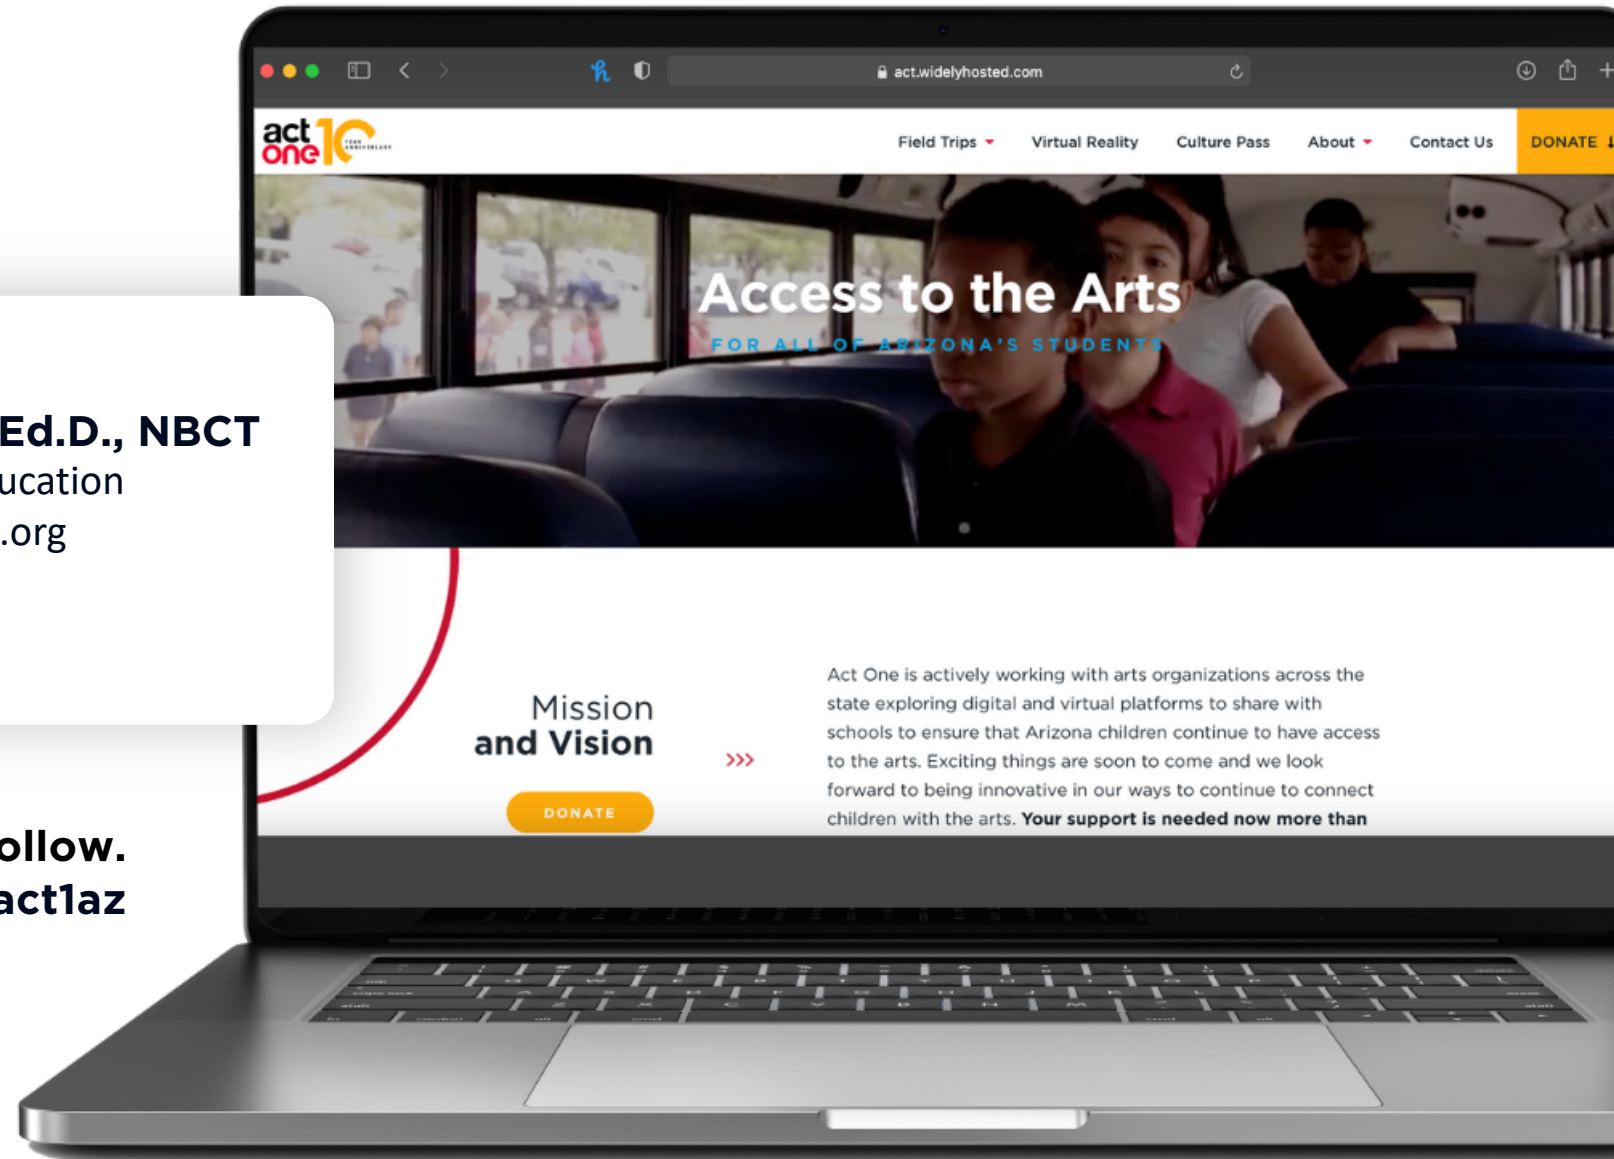 act.widelyhosted.com
act one 10 YEAR ANNIVERSARY
Field Trips
Virtual Reality
Culture Pass
About
Contact Us
DONATE
Access to the Arts
FOR ALL OF ARIZONA'S STUDENTS
Ed.D., NBCT
ucation
.org
Mission
and Vision
DONATE
>>>
Act One is actively working with arts organizations across the
state exploring digital and virtual platforms to share with
schools to ensure that Arizona children continue to have access
to the arts. Exciting things are soon to come and we look
forward to being innovative in our ways to continue to connect
children with the arts. Your support is needed now more than
ollow.
act1az